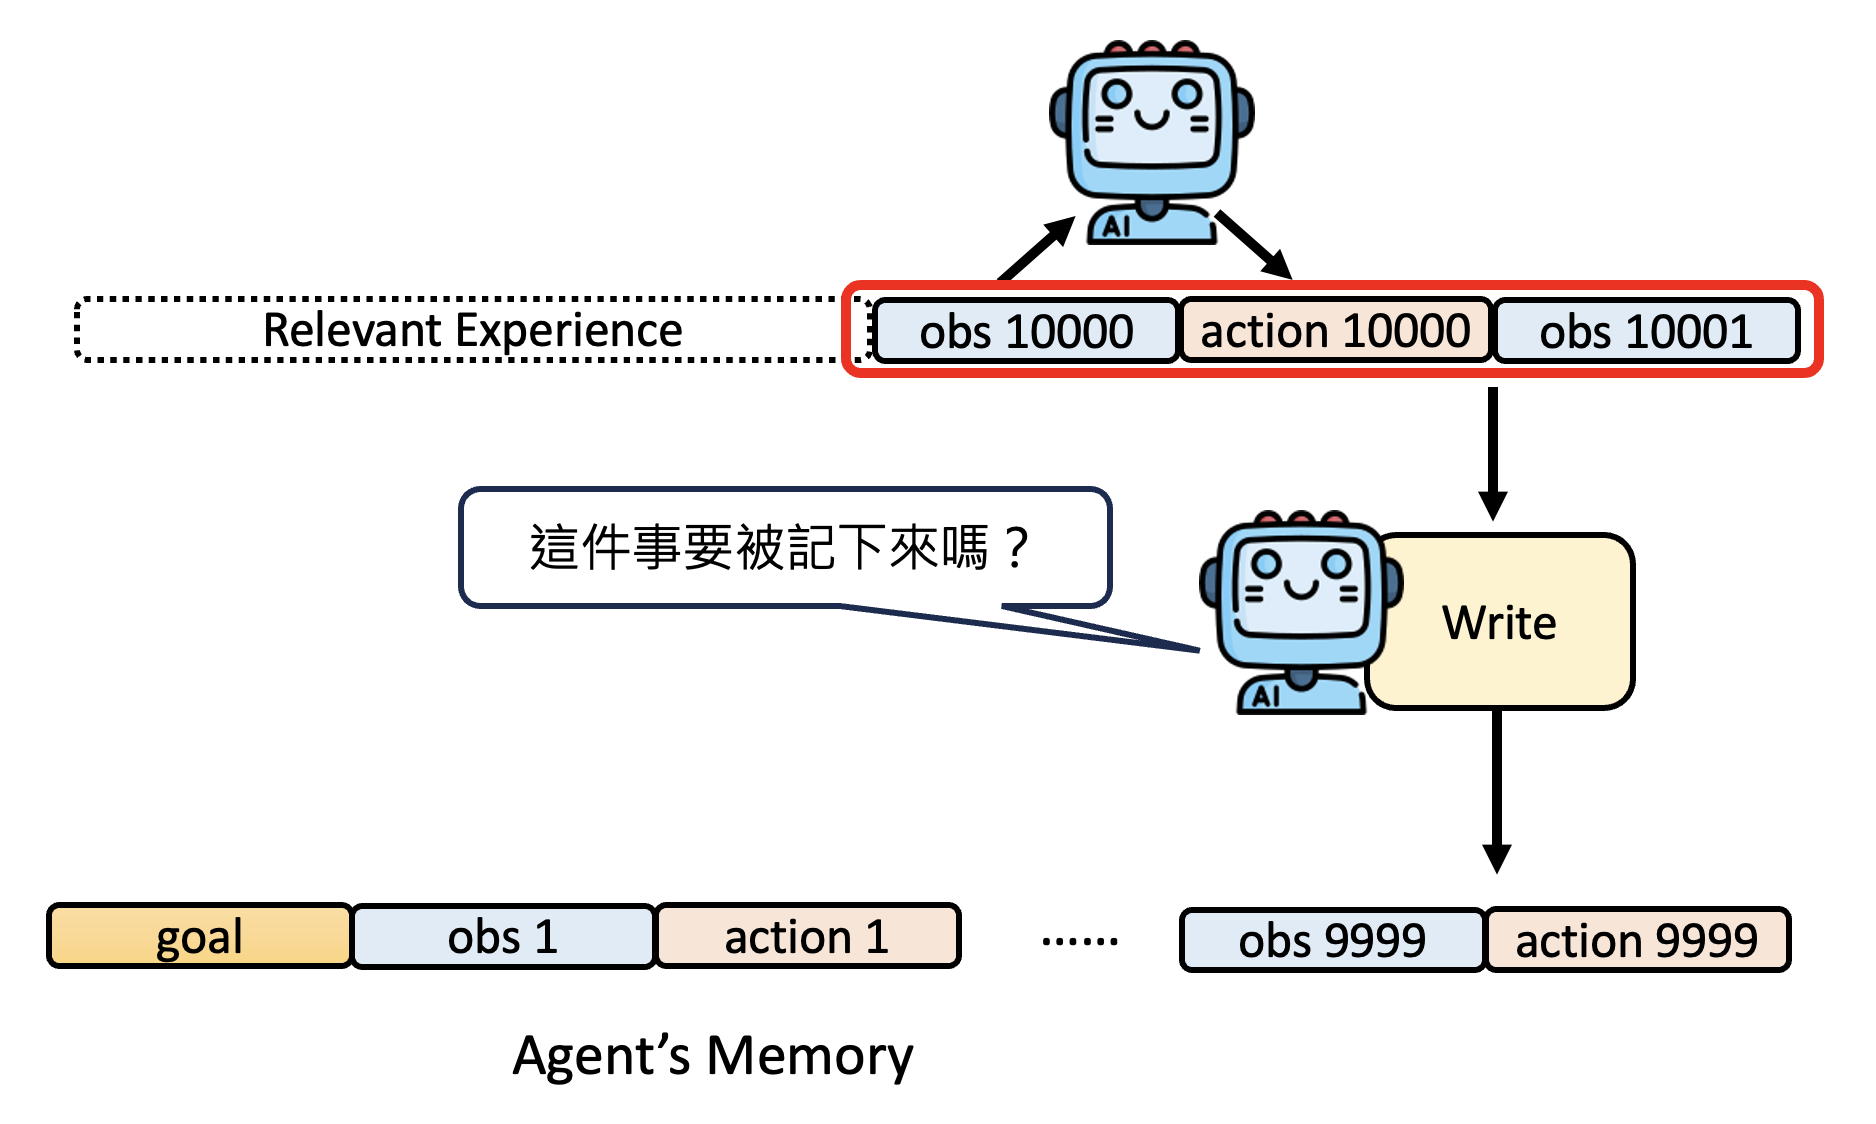 AI
Relevant Experience
obs 10000
action 10000
obs 10001
這件事要被記下來嗎？
AI
Write
goal
obs 1
action 1
......
obs 9999
action 9999
Agent’s Memory